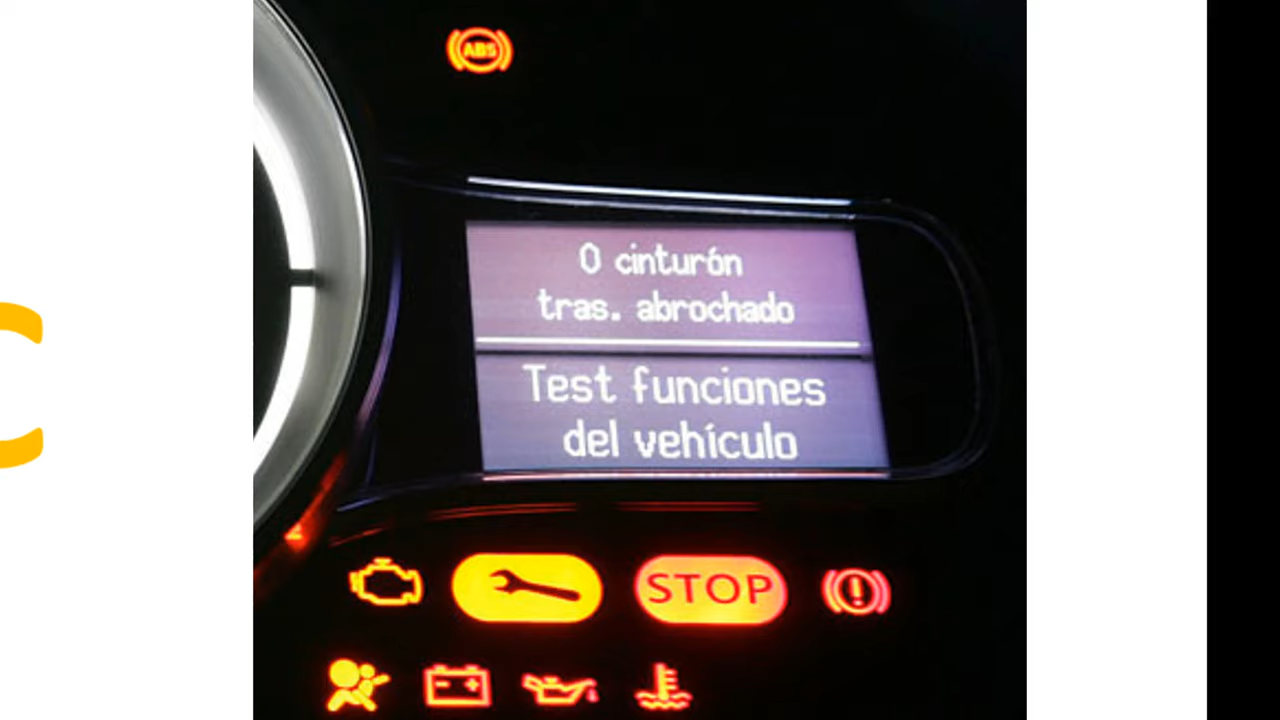 ABS
0 cinturón
tras. abrochado
Test funciones
del vehículo
STOP